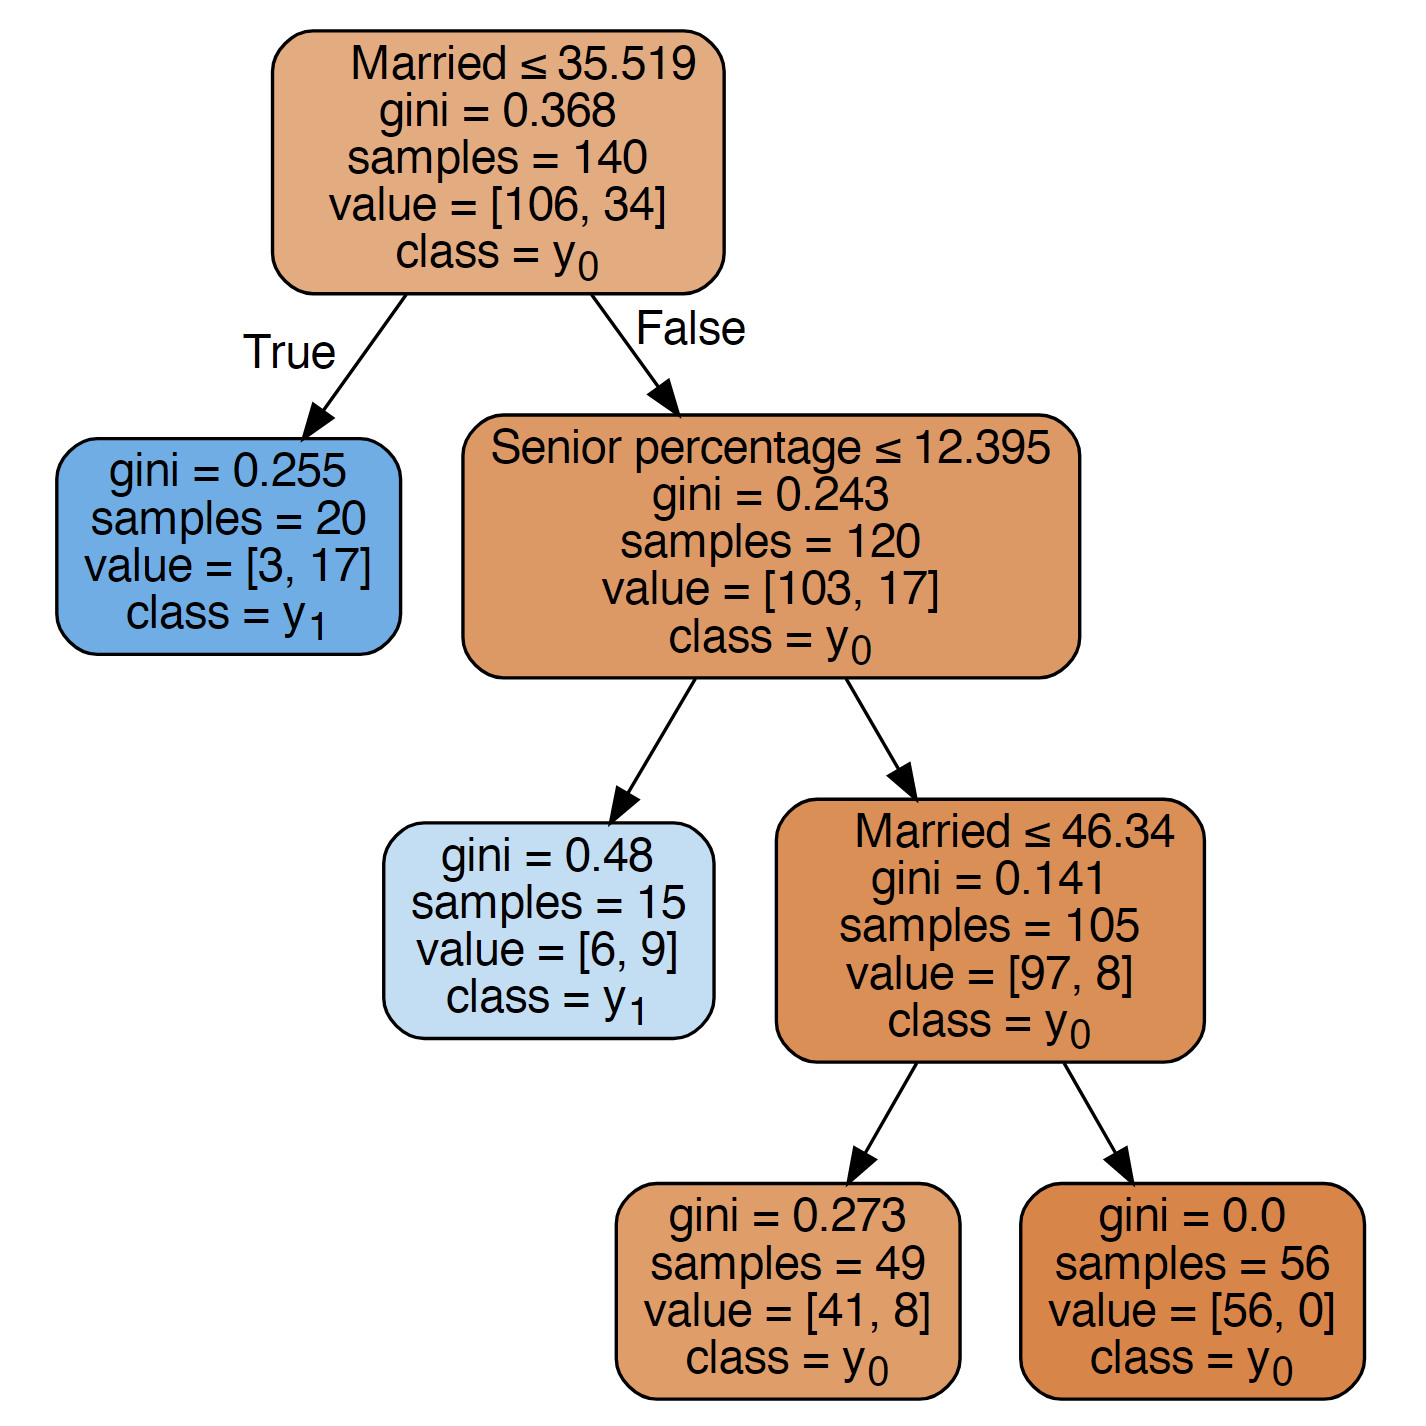 Married ≤ 35.519
gini = 0.368
samples = 140
value = [106, 34]
class = y₀
True
False
gini = 0.255
samples = 20
value = [3, 17]
class = y₁
Senior percentage ≤ 12.395
gini = 0.243
samples = 120
value = [103, 17]
class = y₀
gini = 0.48
samples = 15
value = [6, 9]
class = y₁
Married ≤ 46.34
gini = 0.141
samples = 105
value = [97, 8]
class = y₀
gini = 0.273
samples = 49
value = [41, 8]
class = y₀
gini = 0.0
samples = 56
value = [56, 0]
class = y₀